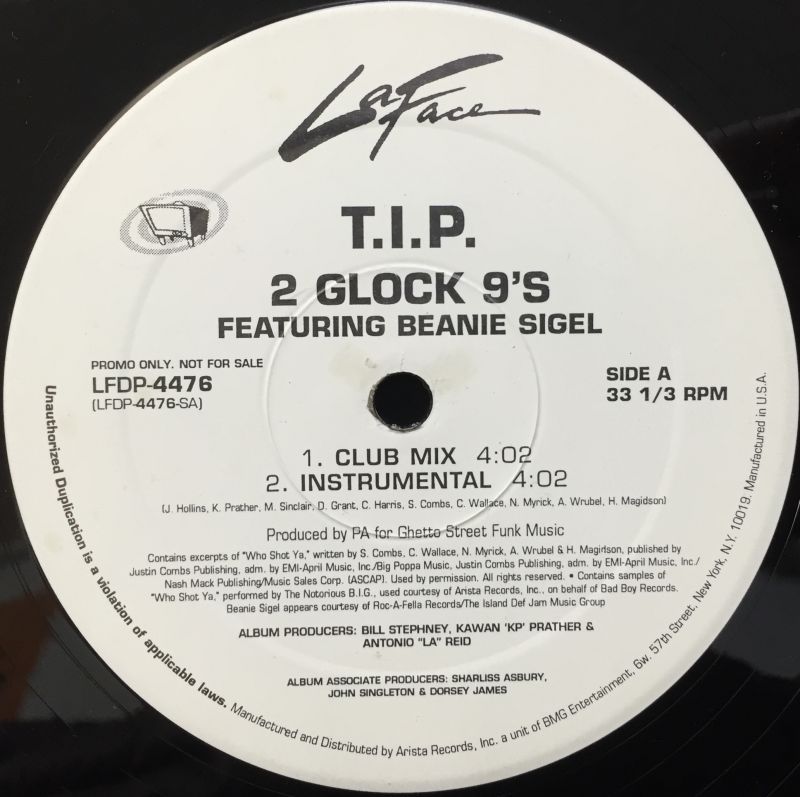 LaFace
T.I.P.
2 GLOCK 9'S
FEATURING BEANIE SIGEL
PROMO ONLY. NOT FOR SALE
LFDP-4476
(LFDP-4476-SA)
SIDE A
33 1/3 RPM
1. CLUB MIX 4:02
2. INSTRUMENTAL 4:02
(J. Hollins, K. Prather, M. Sinclair, D. Grant, C. Harris, S. Combs, C. Wallace, N. Myrick, A. Wrubel, H. Magidson)
Produced by PA for Ghetto Street Funk Music
Contains excerpts of "Who Shot Ya," written by S. Combs, C. Wallace, N. Myrick, A. Wrubel & H. Magidson, published by
Justin Combs Publishing, adm. by EMI-April Music, Inc./Big Poppa Music, Justin Combs Publishing, adm. by EMI-April Music, Inc./
Nash Mack Publishing/Music Sales Corp. (ASCAP). Used by permission. All rights reserved. • Contains samples of
"Who Shot Ya," performed by The Notorious B.I.G., used courtesy of Arista Records, Inc., on behalf of Bad Boy Records.
Beanie Sigel appears courtesy of Roc-A-Fella Records/The Island Def Jam Music Group
ALBUM PRODUCERS: BILL STEPHNEY, KAWAN 'KP' PRATHER &
ANTONIO "LA" REID
ALBUM ASSOCIATE PRODUCERS: SHARLISS ASBURY,
JOHN SINGLETON & DORSEY JAMES
Unauthorized Duplication is a violation of applicable laws. Manufactured and Distributed by Arista Records, Inc. a unit of BMG Entertainment, 6w. 57th Street, New York, N.Y. 10019. Manufactured in U.S.A.